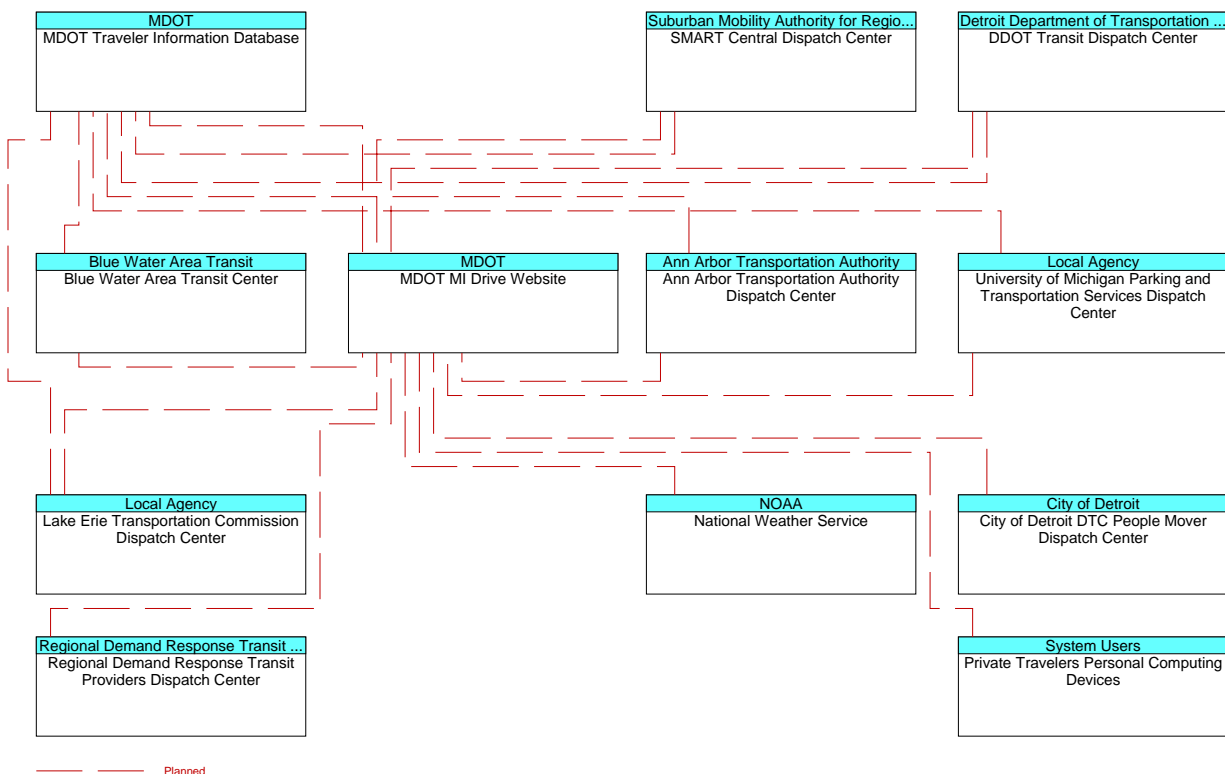 MDOT
MDOT Traveler Information Database
Suburban Mobility Authority for Regio...
SMART Central Dispatch Center
Detroit Department of Transportation ...
DDOT Transit Dispatch Center
Blue Water Area Transit
Blue Water Area Transit Center
MDOT
MDOT MI Drive Website
Ann Arbor Transportation Authority
Ann Arbor Transportation Authority
Dispatch Center
Local Agency
University of Michigan Parking and
Transportation Services Dispatch
Center
Local Agency
Lake Erie Transportation Commission
Dispatch Center
NOAA
National Weather Service
City of Detroit
City of Detroit DTC People Mover
Dispatch Center
Regional Demand Response Transit ...
Regional Demand Response Transit
Providers Dispatch Center
System Users
Private Travelers Personal Computing
Devices
Planned